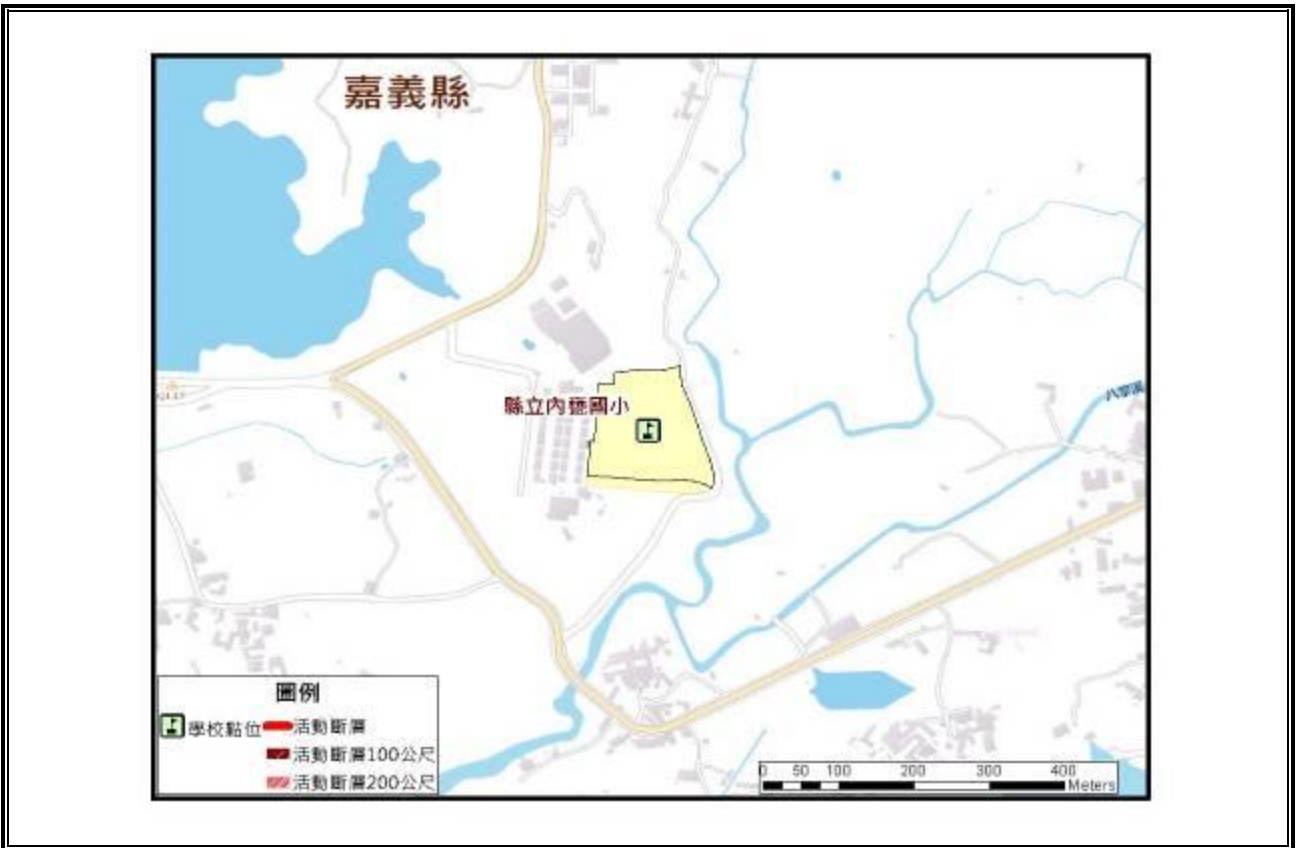 嘉義縣
縣立內甕國小
八掌溪
圖例
學校點位 活動斷層
活動斷層100公尺
活動斷層200公尺
0 50 100 200 300 400
Meters